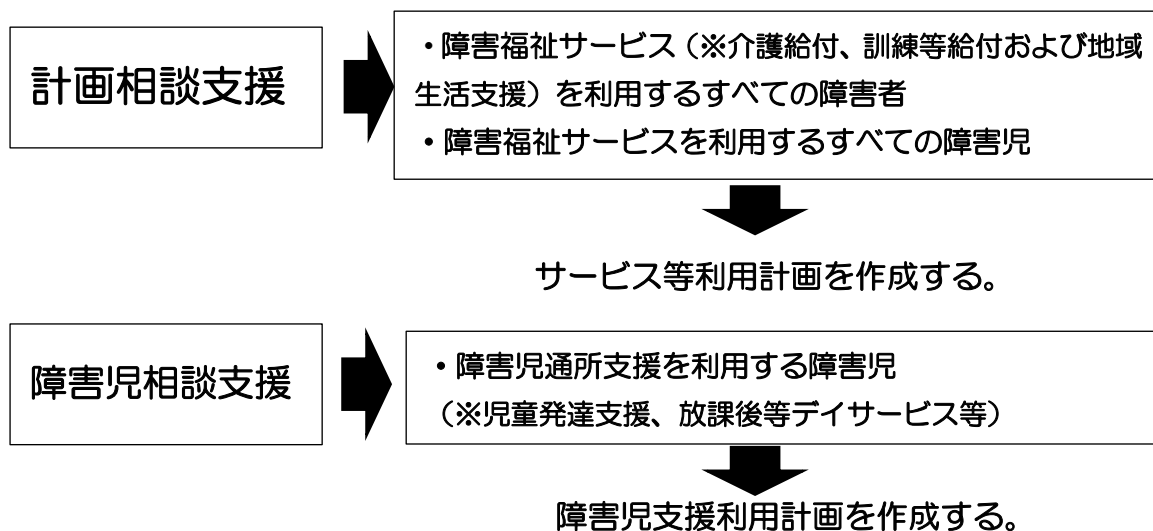 計画相談支援
・障害福祉サービス（※介護給付、訓練等給付および地域
生活支援）を利用するすべての障害者
・障害福祉サービスを利用するすべての障害児
サービス等利用計画を作成する。
障害児相談支援
・障害児通所支援を利用する障害児
（※児童発達支援、放課後等デイサービス等）
障害児支援利用計画を作成する。